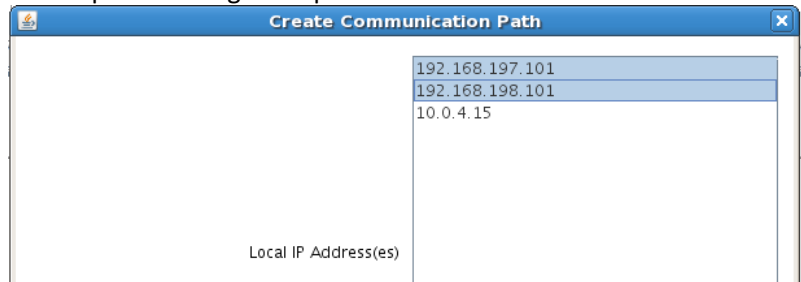 Create Communication Path
192.168.197.101
192.168.198.101
10.0.4.15
Local IP Address(es)